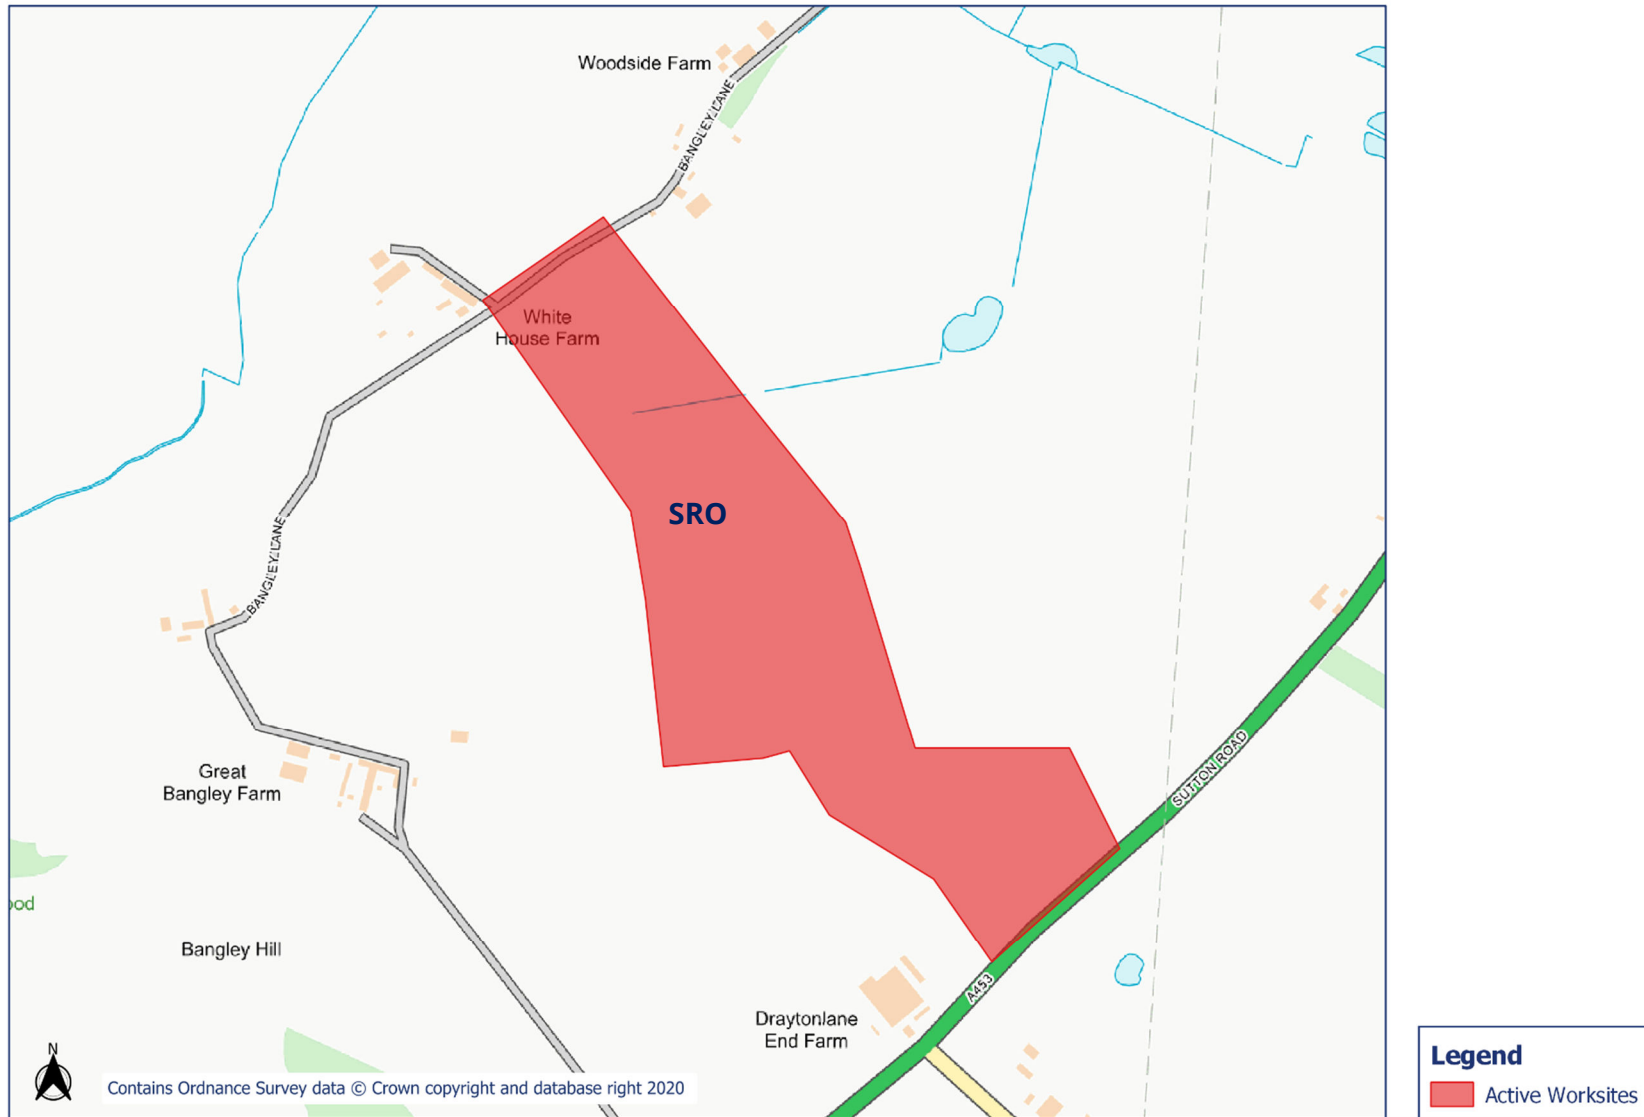 Woodside Farm
BANGLEY LANE
White
House Farm
SRO
BANGLEY LANE
SUTTON ROAD
Great
Bangley Farm
ood
Bangley Hill
A453
Draytonlane
End Farm
N
Contains Ordnance Survey data © Crown copyright and database right 2020
Legend
Active Worksites